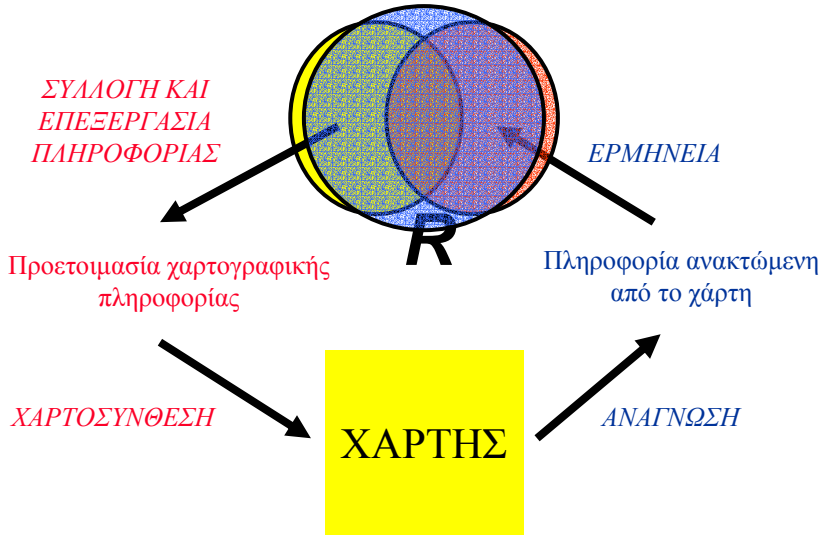 ΣΥΛΛΟΓΗ ΚΑΙ
ΕΠΕΞΕΡΓΑΣΙΑ
ΠΛΗΡΟΦΟΡΙΑΣ
ΕΡΜΗΝΕΙΑ
R
Προετοιμασία χαρτογραφικής
πληροφορίας
Πληροφορία ανακτώμενη
από το χάρτη
ΧΑΡΤΟΣΥΝΘΕΣΗ
ΧΑΡΤΗΣ
ΑΝΑΓΝΩΣΗ